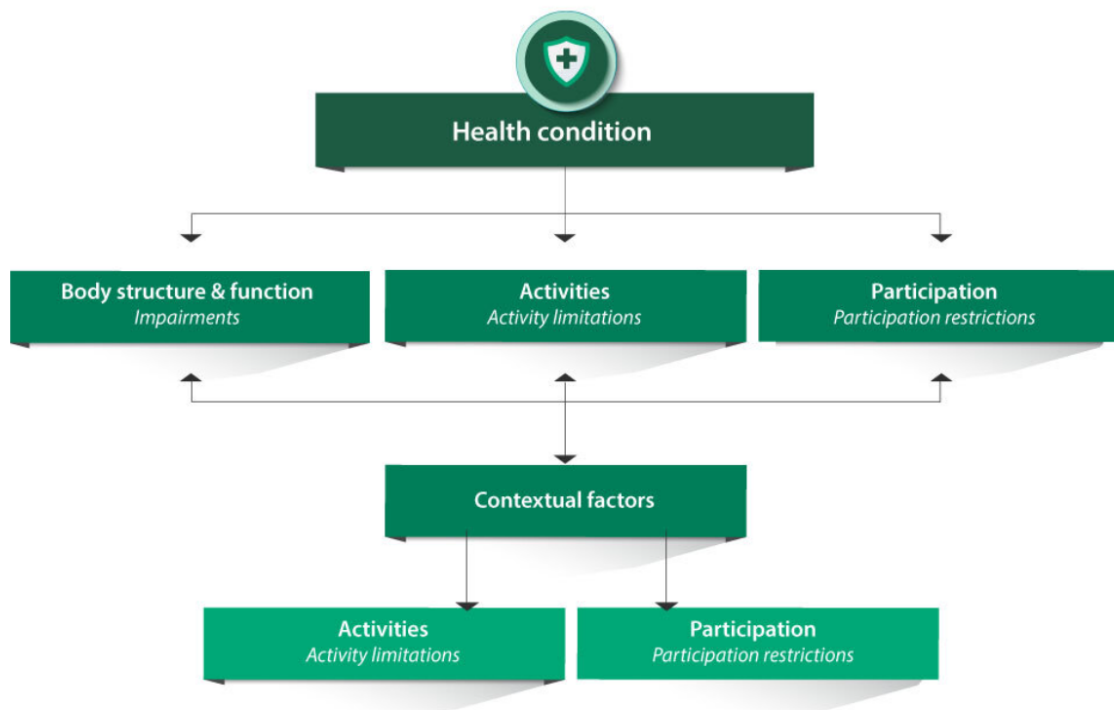 Health condition
Body structure & function
Impairments
Activities
Activity limitations
Participation
Participation restrictions
Contextual factors
Activities
Activity limitations
Participation
Participation restrictions